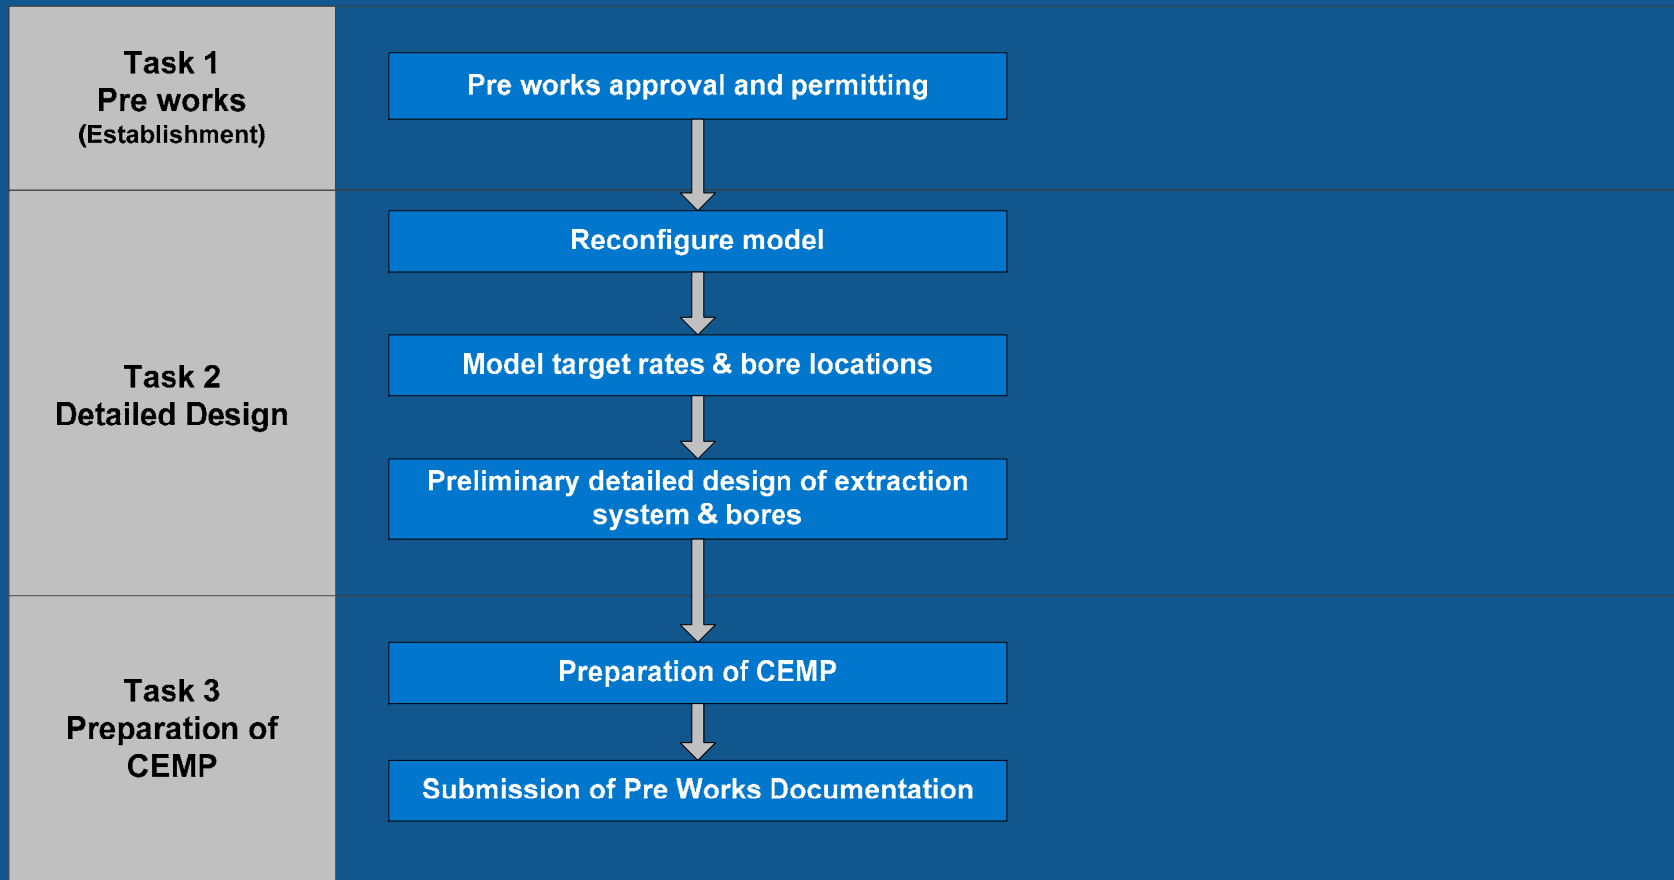 Task 1
Pre works
(Establishment)
Pre works approval and permitting
Task 2
Detailed Design
Reconfigure model
Model target rates & bore locations
Preliminary detailed design of extraction
system & bores
Task 3
Preparation of
CEMP
Preparation of CEMP
Submission of Pre Works Documentation